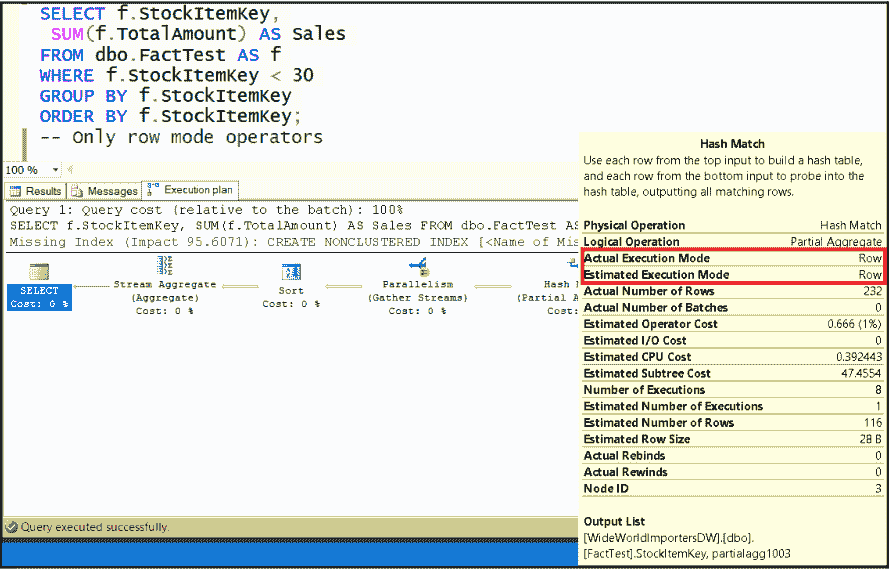 SELECT f.StockItemKey,
SUM(f.TotalAmount) AS Sales
FROM dbo.FactTest AS f
WHERE f.StockItemKey < 30
GROUP BY f.StockItemKey
ORDER BY f.StockItemKey;
-- Only row mode operators
100 %
Results Messages Execution plan
Query 1: Query cost (relative to the batch): 100%
SELECT f.StockItemKey, SUM(f.TotalAmount) AS Sales FROM dbo.FactTest AS
Missing Index (Impact 95.6071): CREATE NONCLUSTERED INDEX [<Name of Mis
SELECT
Cost: 0 %
Stream Aggregate
(Aggregate)
Cost: 0 %
Sort
Cost: 0 %
Parallelism
(Gather Streams)
Cost: 0 %
Hash
(Partial A
Cost:
Hash Match
Use each row from the top input to build a hash table,
and each row from the bottom input to probe into the
hash table, outputting all matching rows.
Physical Operation Hash Match
Logical Operation Partial Aggregate
Actual Execution Mode Row
Estimated Execution Mode Row
Actual Number of Rows 232
Actual Number of Batches 0
Estimated Operator Cost 0.666 (1%)
Estimated I/O Cost 0
Estimated CPU Cost 0.392443
Estimated Subtree Cost 47.4554
Number of Executions 8
Estimated Number of Executions 1
Estimated Number of Rows 116
Estimated Row Size 28 B
Actual Rebinds 0
Actual Rewinds 0
Node ID 3
Output List
[WideWorldImportersDW].[dbo].
[FactTest].StockItemKey, partialagg1003
Query executed successfully.